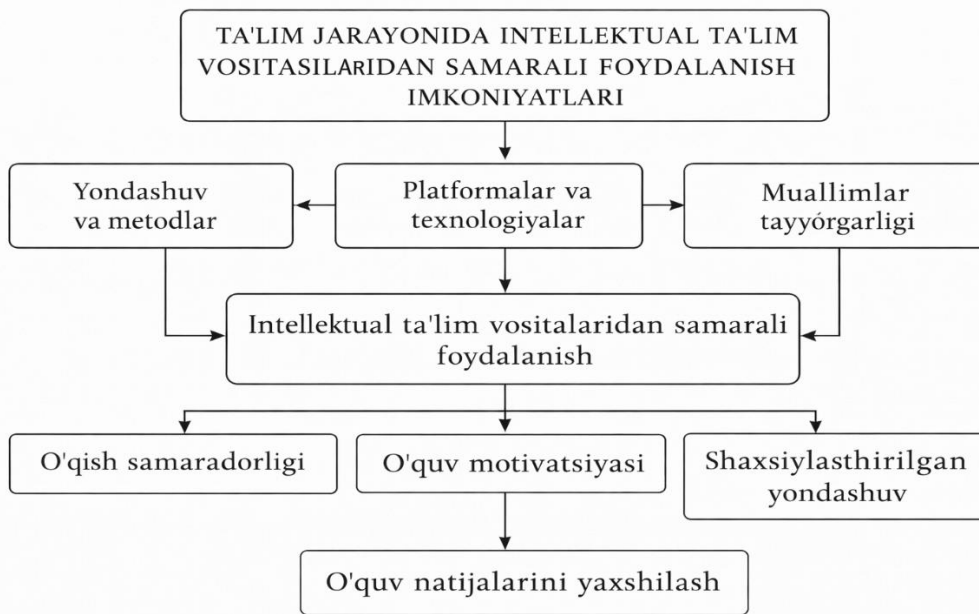 TA'LIM JARAYONIDA INTELLEKTUAL TA'LIM
VOSITASILARIDAN SAMARALI FOYDALANISH
IMKONIYATLARI
Yondashuv
va metodlar
Platformalar va
texnologiyalar
Muallimlar
tayyórgarligi
Intellektual ta'lim vositalaridan samarali
foydalanish
O'qish samaradorligi
O'quv motivatsiyasi
Shaxsiylasthirilgan
yondashuv
O'quv natijalarini yaxshilash